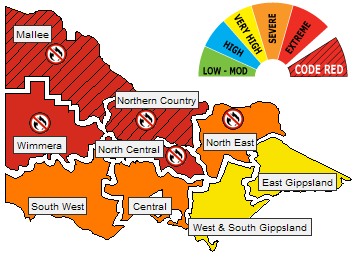 LOW - MOD
HIGH
VERY HIGH
SEVERE
EXTREME
CODE RED
Mallee
Northern Country
Wimmera
North Central
North East
East Gippsland
South West
Central
West & South Gippsland